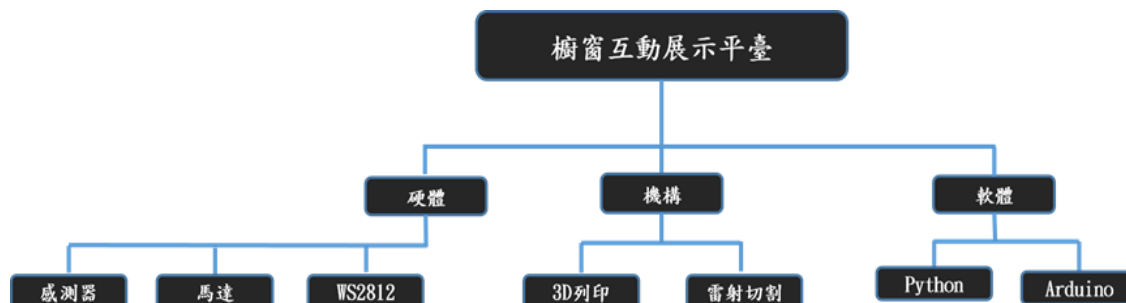 櫥窗互動展示平臺
硬體
機構
軟體
感測器
馬達
WS2812
3D列印
雷射切割
Python
Arduino